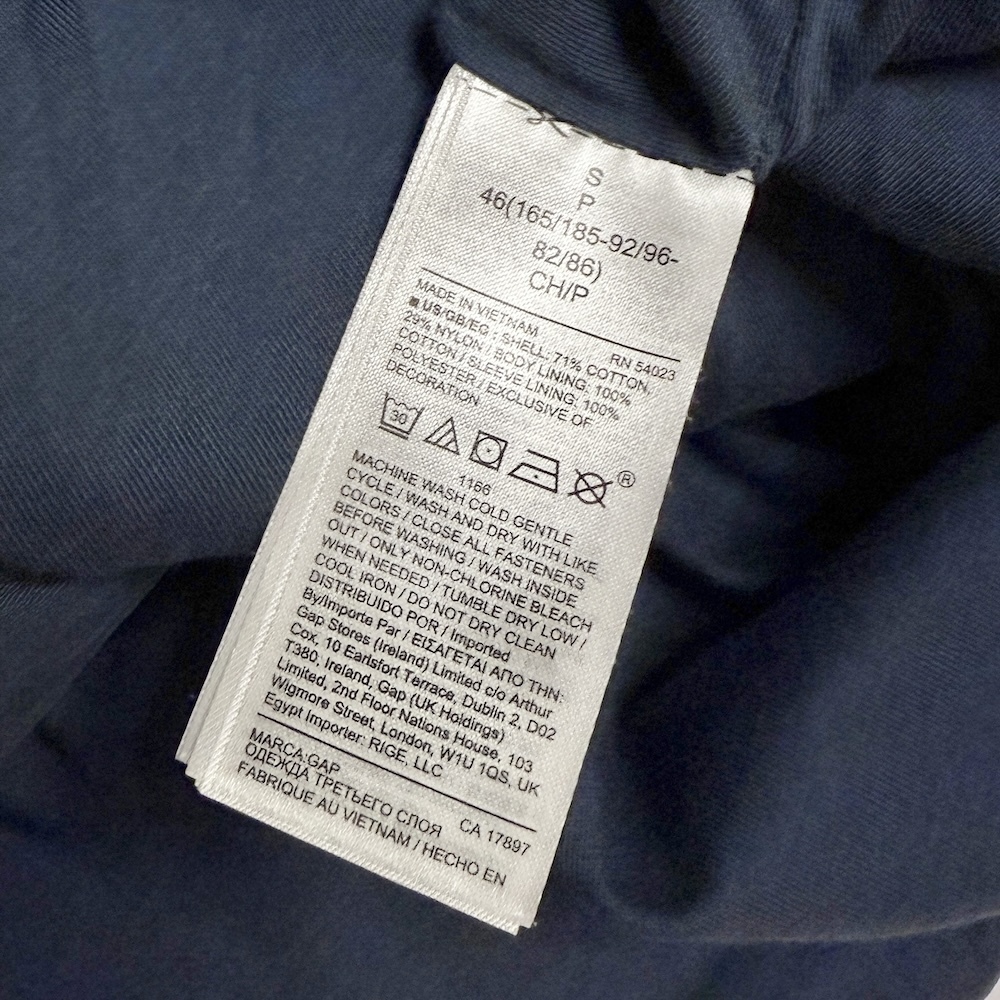 S
P
46(165/185-92/96-
82/86)
CH/P
MADE IN VIETNAM
RN 54023
■ US/GB/EC : SHELL: 71% COTTON,
29% NYLON / BODY LINING: 100%
COTTON / SLEEVE LINING: 100%
POLYESTER / EXCLUSIVE OF
DECORATION
30
®
1166
MACHINE WASH COLD GENTLE
CYCLE / WASH AND DRY WITH LIKE
COLORS / CLOSE ALL FASTENERS
BEFORE WASHING / WASH INSIDE
OUT / ONLY NON-CHLORINE BLEACH
WHEN NEEDED / TUMBLE DRY LOW /
COOL IRON / DO NOT DRY CLEAN
DISTRIBUIDO POR / Imported
By/Importe Par / ΕΙΣΑΓΕΤΑΙ ΑΠΟ ΤΗΝ:
Gap Stores (Ireland) Limited c/o Arthur
Cox, 10 Earlsfort Terrace, Dublin 2, D02
T380, Ireland, Gap (UK Holdings)
Limited, 2nd Floor Nations House, 103
Wigmore Street, London, W1U 1QS, UK
Egypt Importer: RIGE, LLC
MARCA:GAP
CA 17897
ОДЕЖДА ТРЕТЬЕГО СЛОЯ
FABRIQUE AU VIETNAM / HECHO EN